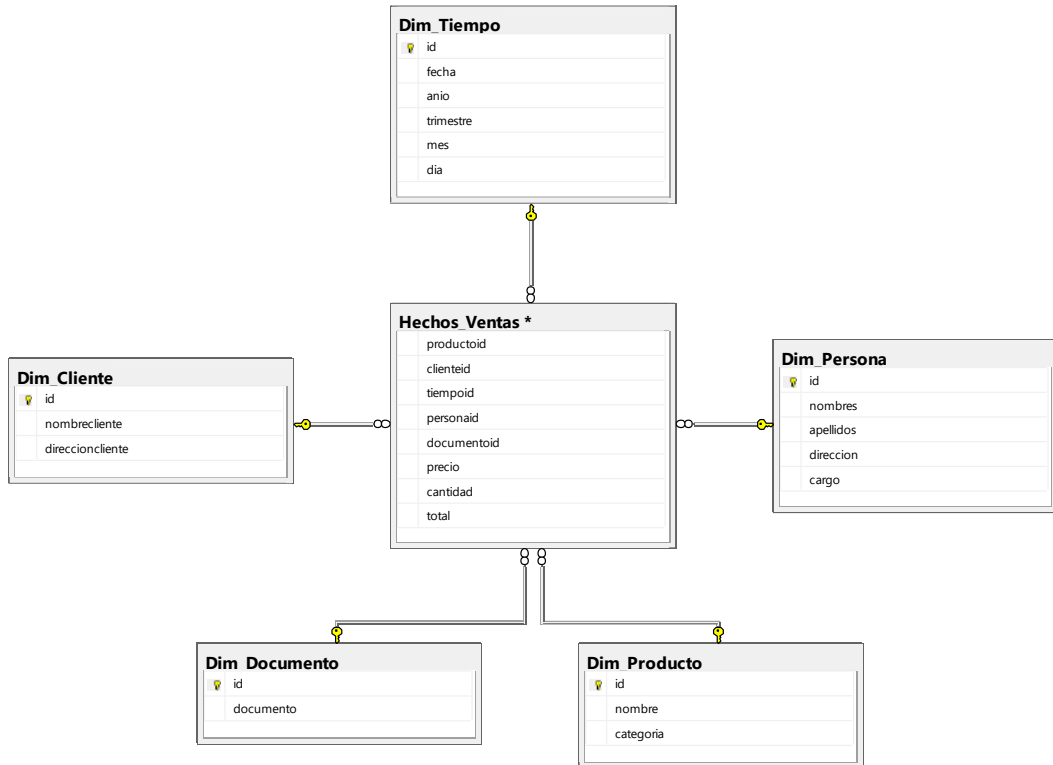 Dim_Tiempo
id
fecha
anio
trimestre
mes
dia
Hechos_Ventas *
productoid
clienteid
tiempoid
personaid
documentoid
precio
cantidad
total
Dim_Cliente
id
nombrecliente
direccioncliente
Dim_Persona
id
nombres
apellidos
direccion
cargo
Dim_Documento
id
documento
Dim_Producto
id
nombre
categoria